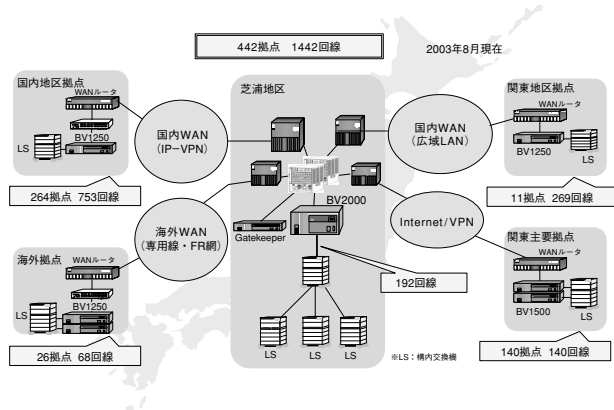 442拠点 1442回線
2003年8月現在
国内地区拠点
WANルータ
BV1250
LS
264拠点 753回線
国内WAN
(IP−VPN)
芝浦地区
BV2000
Gatekeeper
192回線
LS
LS
LS
国内WAN
(広域LAN)
関東地区拠点
WANルータ
BV1250
LS
11拠点 269回線
海外WAN
(専用線・FR網)
海外拠点
WANルータ
BV1250
LS
26拠点 68回線
Internet/VPN
関東主要拠点
WANルータ
BV1500
LS
140拠点 140回線
※LS：構内交換機